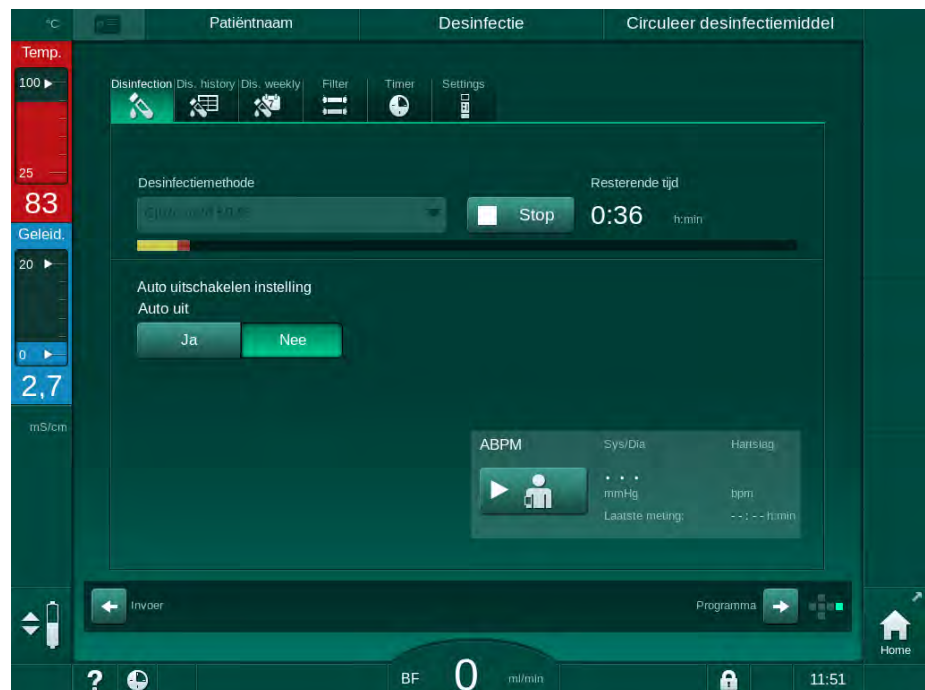 °C Patiëntnaam Desinfectie Circuleer desinfectiemiddel
Temp.
100
25
83
Geleid.
20
0
2,7
mS/cm
Disinfection Dis. history Dis. weekly Filter Timer Settings
7
Desinfectiemethode
Resterende tijd
Stop
0:36 h:min
Auto uitschakelen instelling
Auto uit
Ja Nee
ABPM Sys/Dia Hartslag
. . .
mmHg bpm
Laatste meting: --:-- h:min
Invoer Programma
Home
? BF 0 ml/min 11:51